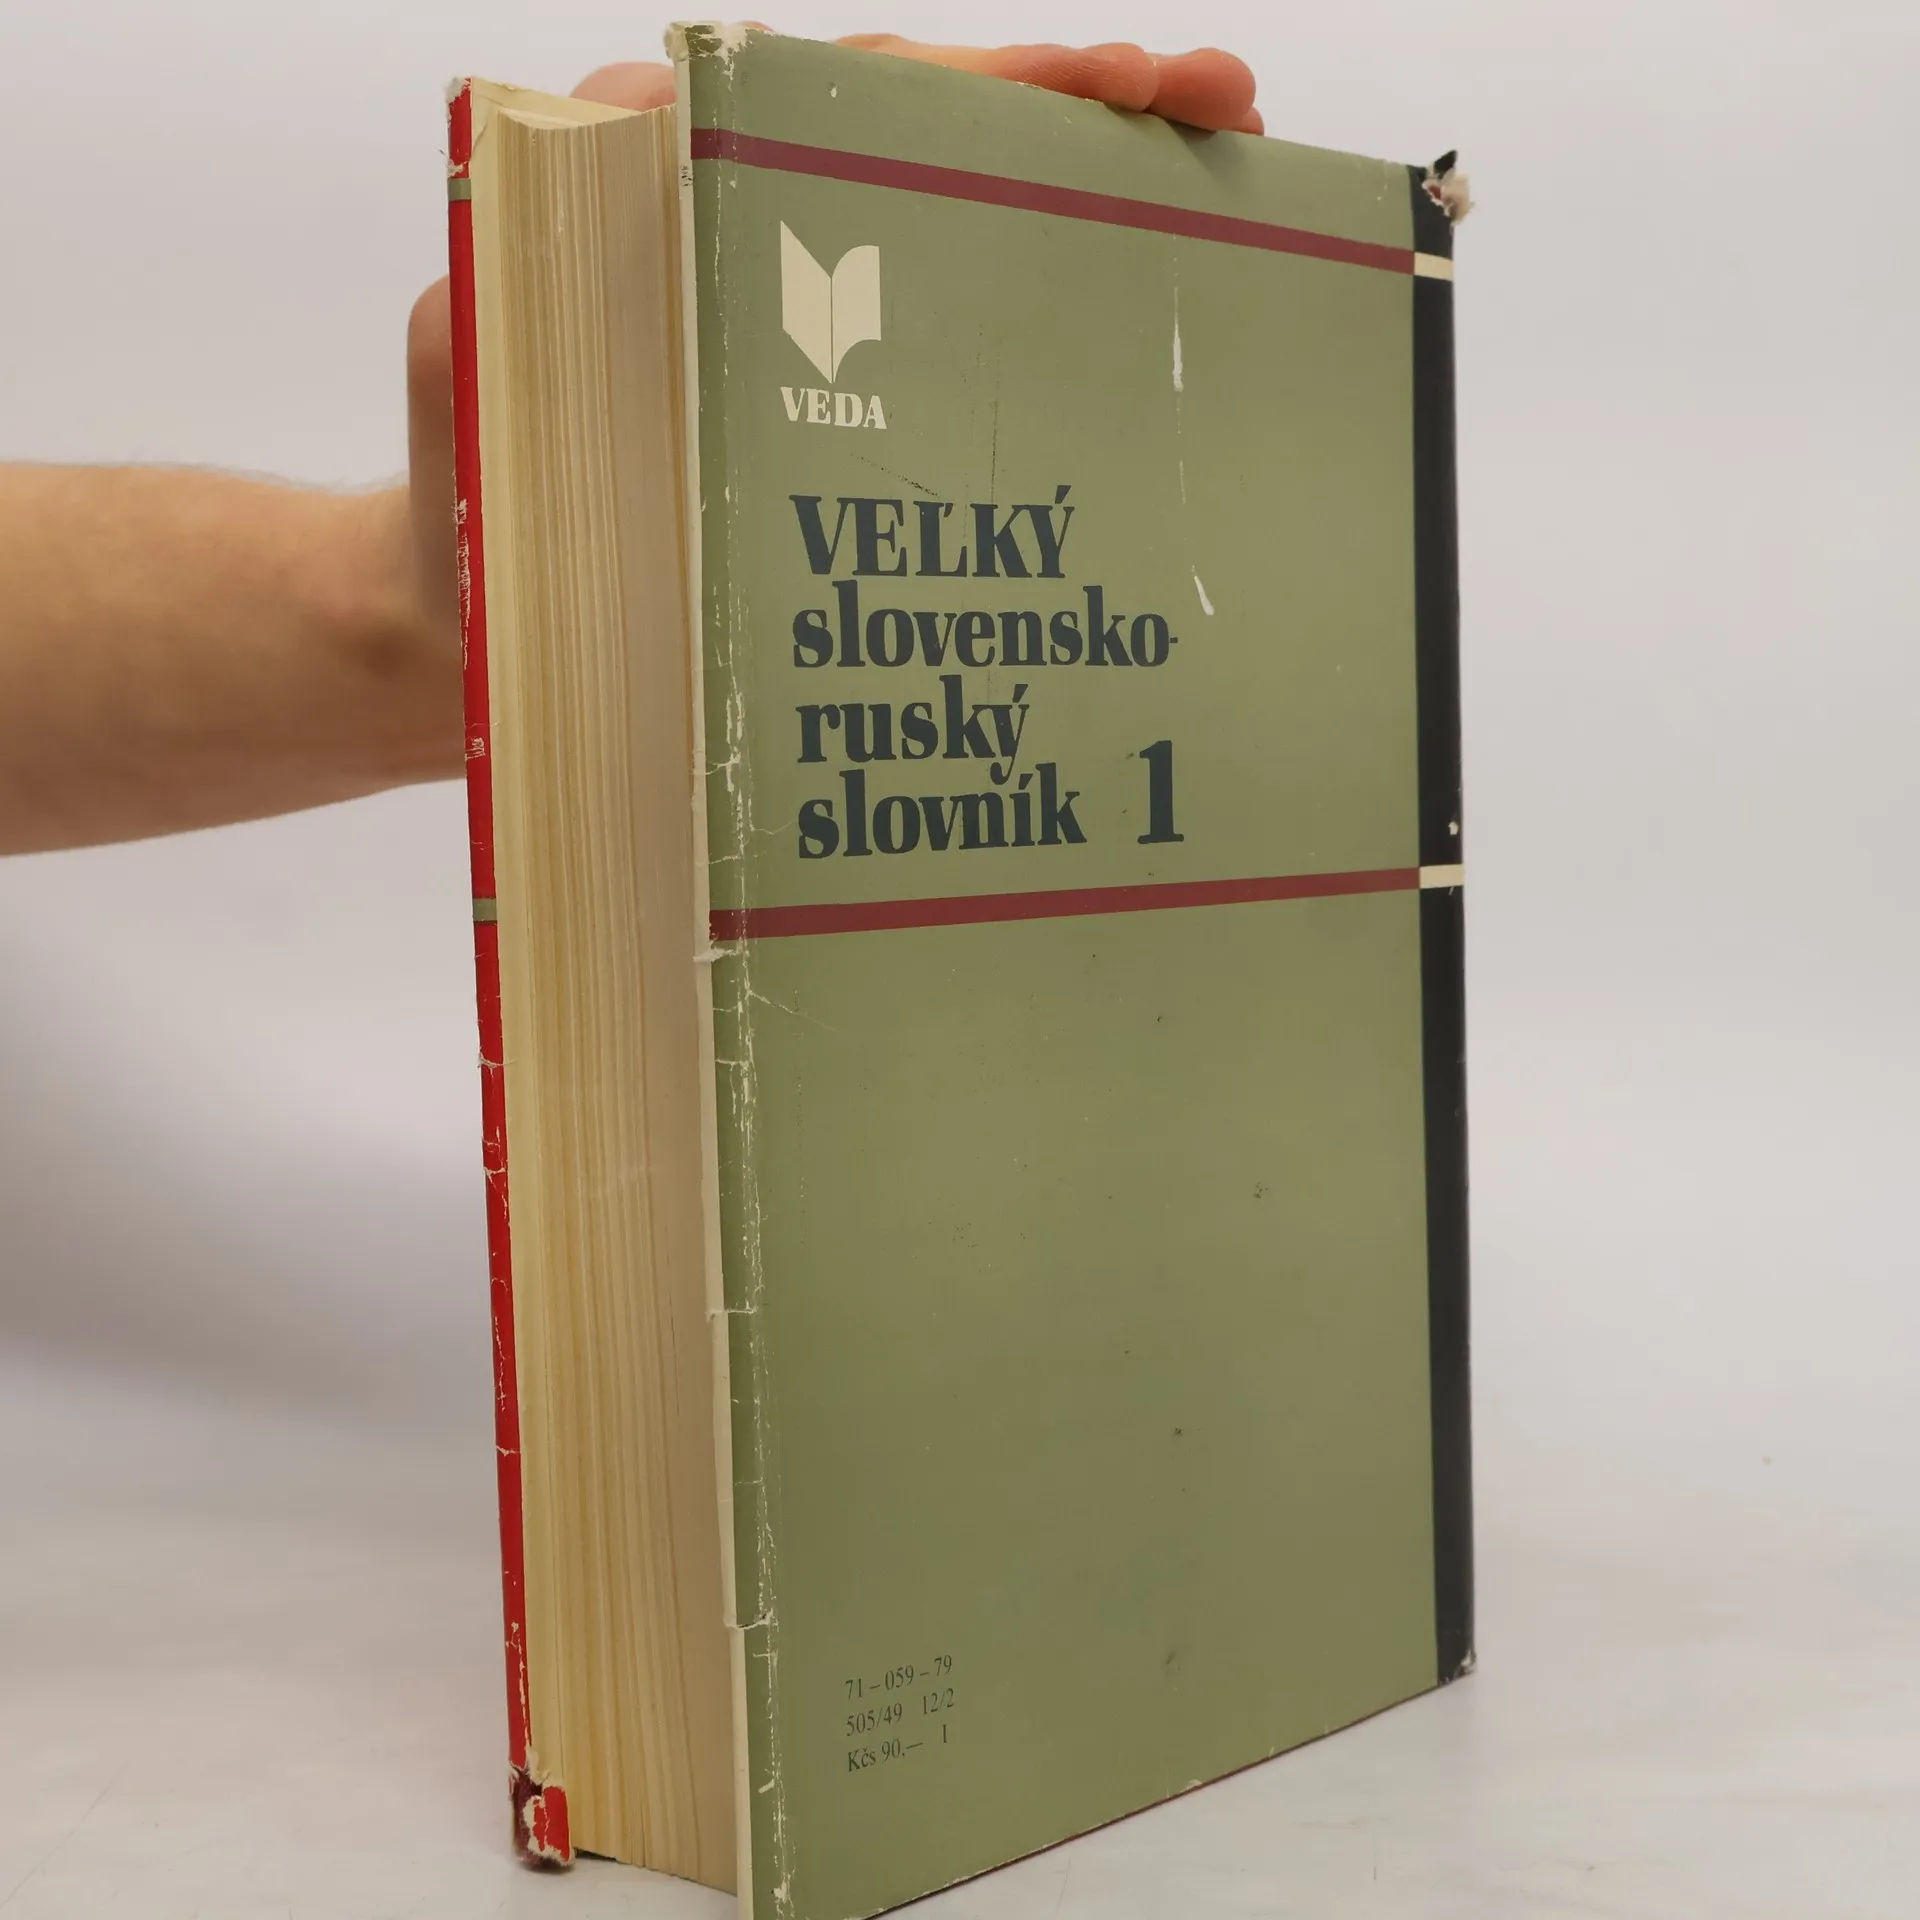 VEDA
VEĽKÝ
slovensko-
ruský
slovník 1
71 – 059 – 79
505/49 12/2
Kčs 90,— 1